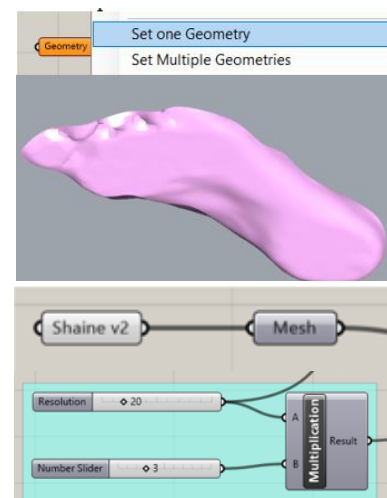 Set one Geometry
Geometry
Set Multiple Geometries
Shaine v2
Mesh
Resolution
20
A
Multiplication
Result
Number Slider
3
B